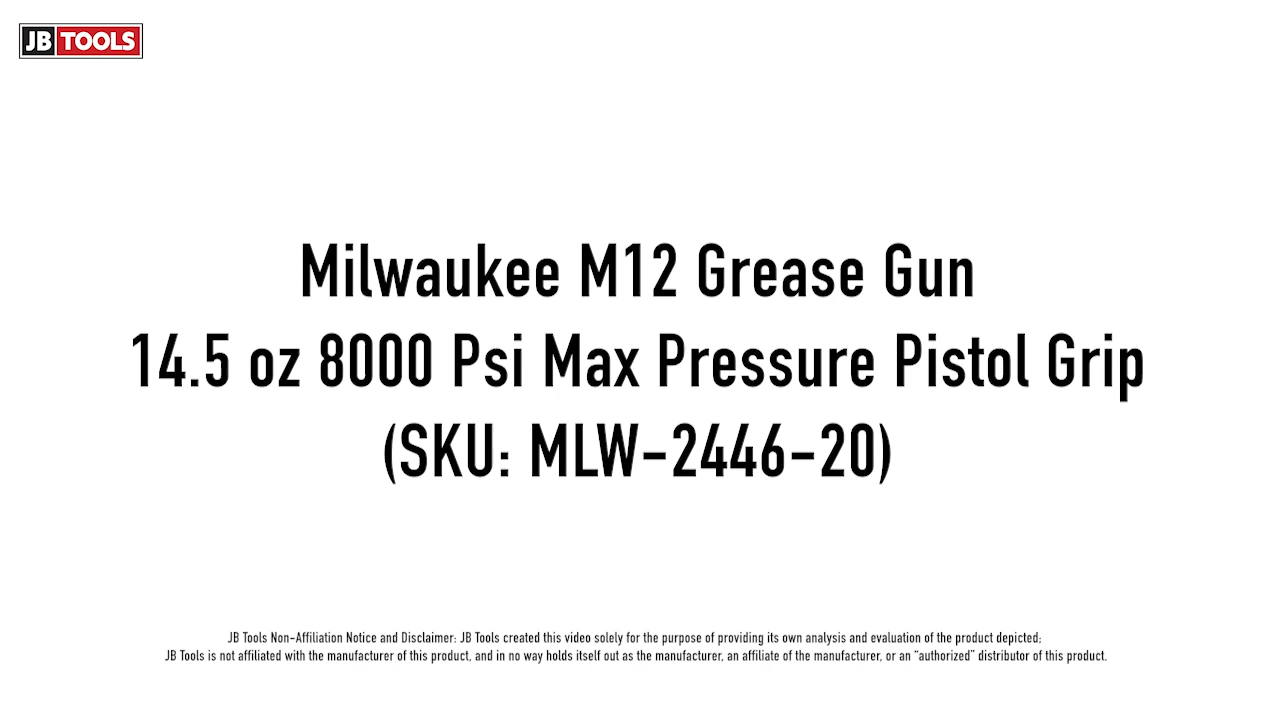 JB TOOLS
Milwaukee M12 Grease Gun
14.5 oz 8000 Psi Max Pressure Pistol Grip
(SKU: MLW-2446-20)
JB Tools Non-Affiliation Notice and Disclaimer: JB Tools created this video solely for the purpose of providing its own analysis and evaluation of the product depicted;
JB Tools is not affiliated with the manufacturer of this product, and in no way holds itself out as the manufacturer, an affiliate of the manufacturer, or an “authorized” distributor of this product.